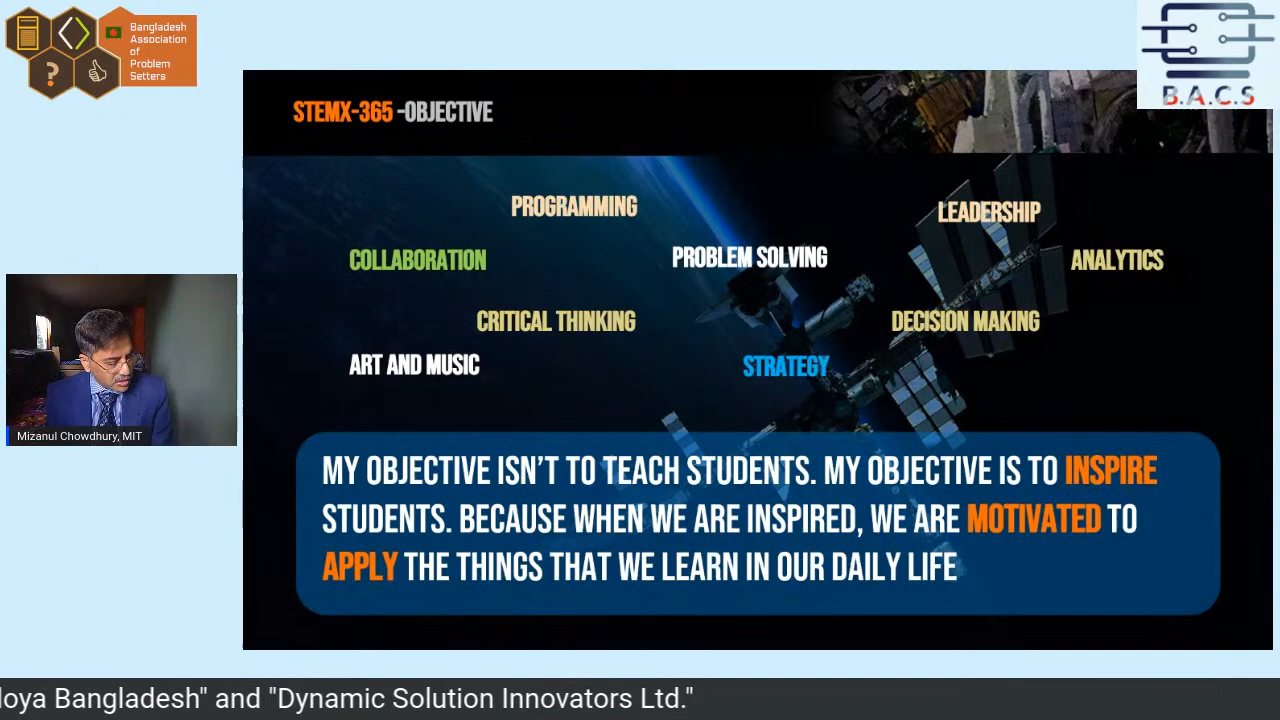 Bangladesh
Association
of
Problem
Setters
?
B.A.C.S
STEMX-365 -OBJECTIVE
PROGRAMMING
LEADERSHIP
COLLABORATION
PROBLEM SOLVING
ANALYTICS
CRITICAL THINKING
DECISION MAKING
ART AND MUSIC
STRATEGY
MY OBJECTIVE ISN'T TO TEACH STUDENTS. MY OBJECTIVE IS TO INSPIRE
STUDENTS. BECAUSE WHEN WE ARE INSPIRED, WE ARE MOTIVATED TO
APPLY THE THINGS THAT WE LEARN IN OUR DAILY LIFE
Mizanul Chowdhury, MIT
Bangladesh" and "Dynamic Solution Innovators Ltd."